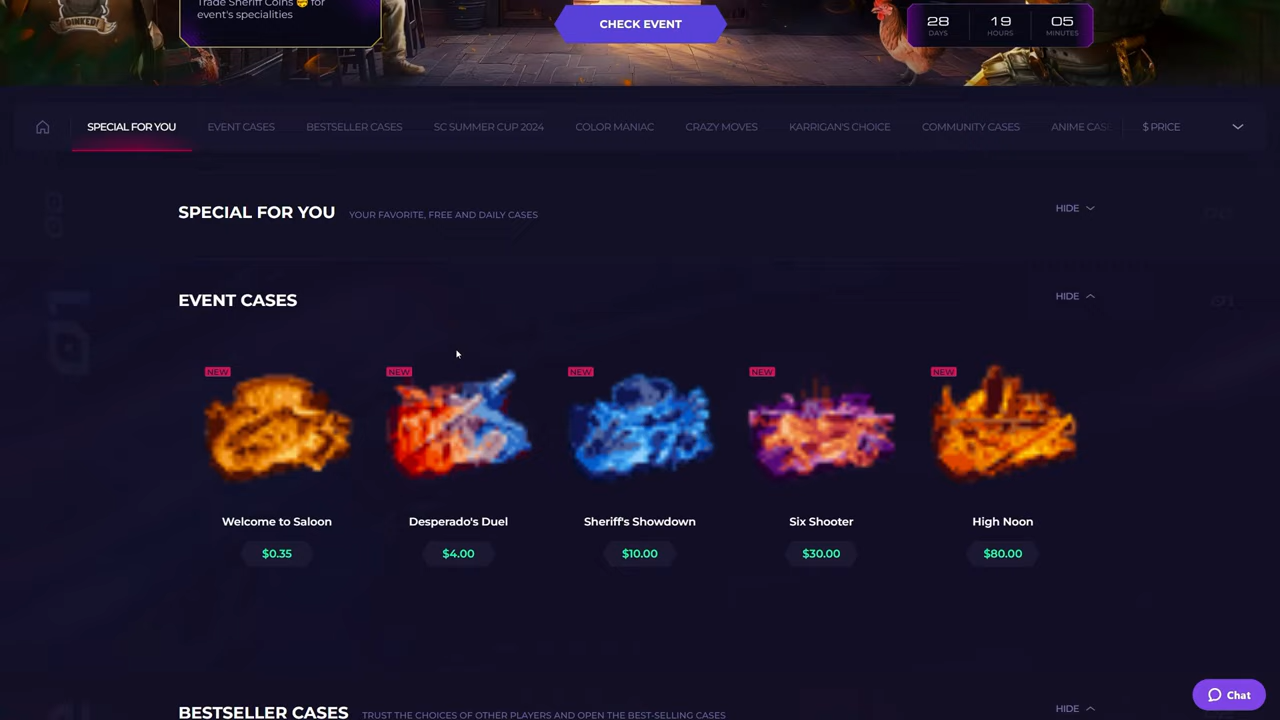 Trade Sheriff Coins 🤠 for
event's specialities
DINKED!
CHECK EVENT
28 19 05
DAYS HOURS MINUTES
SPECIAL FOR YOU EVENT CASES BESTSELLER CASES SC SUMMER CUP 2024 COLOR MANIAC CRAZY MOVES KARRIGAN'S CHOICE COMMUNITY CASES ANIME CAS $ PRICE
SPECIAL FOR YOU YOUR FAVORITE, FREE AND DAILY CASES HIDE
EVENT CASES HIDE
NEW NEW NEW NEW NEW
Welcome to Saloon Desperado's Duel Sheriff's Showdown Six Shooter High Noon
$0.35 $4.00 $10.00 $30.00 $80.00
BESTSELLER CASES TRUST THE CHOICES OF OTHER PLAYERS AND OPEN THE BEST-SELLING CASES HIDE
Chat